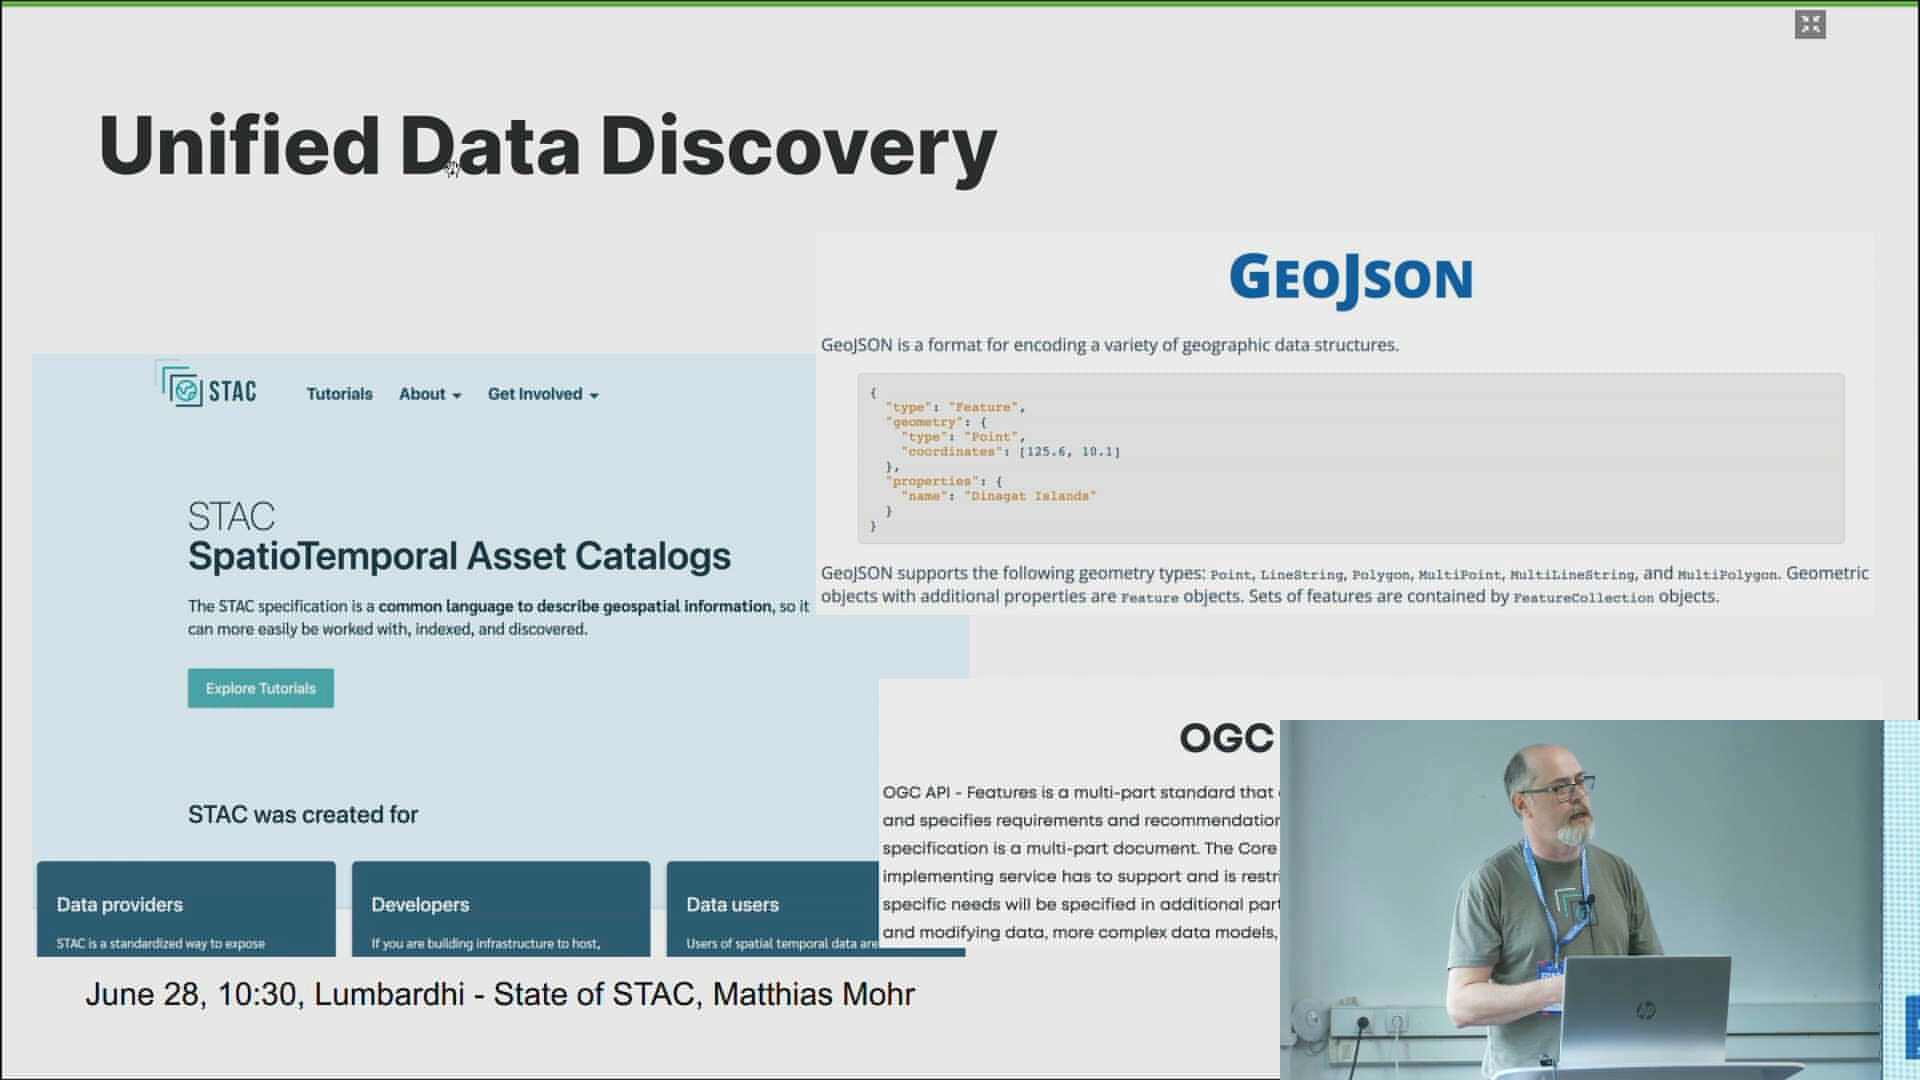 Unified Data Discovery
GEOJSON
GeoJSON is a format for encoding a variety of geographic data structures.
{
"type": "Feature",
"geometry": {
"type": "Point",
"coordinates": [125.6, 10.1]
},
"properties": {
"name": "Dinagat Islands"
}
}
GeoJSON supports the following geometry types: Point, LineString, Polygon, MultiPoint, MultiLineString, and MultiPolygon. Geometric
objects with additional properties are Feature objects. Sets of features are contained by FeatureCollection objects.
STAC
Tutorials About Get Involved
STAC
SpatioTemporal Asset Catalogs
The STAC specification is a common language to describe geospatial information, so it
can more easily be worked with, indexed, and discovered.
Explore Tutorials
STAC was created for
Data providers
STAC is a standardized way to expose
Developers
If you are building infrastructure to host,
Data users
Users of spatial temporal data are
OGC
OGC API - Features is a multi-part standard that
and specifies requirements and recommendation
specification is a multi-part document. The Core
implementing service has to support and is restr
specific needs will be specified in additional part
and modifying data, more complex data models,
June 28, 10:30, Lumbardhi - State of STAC, Matthias Mohr
hp